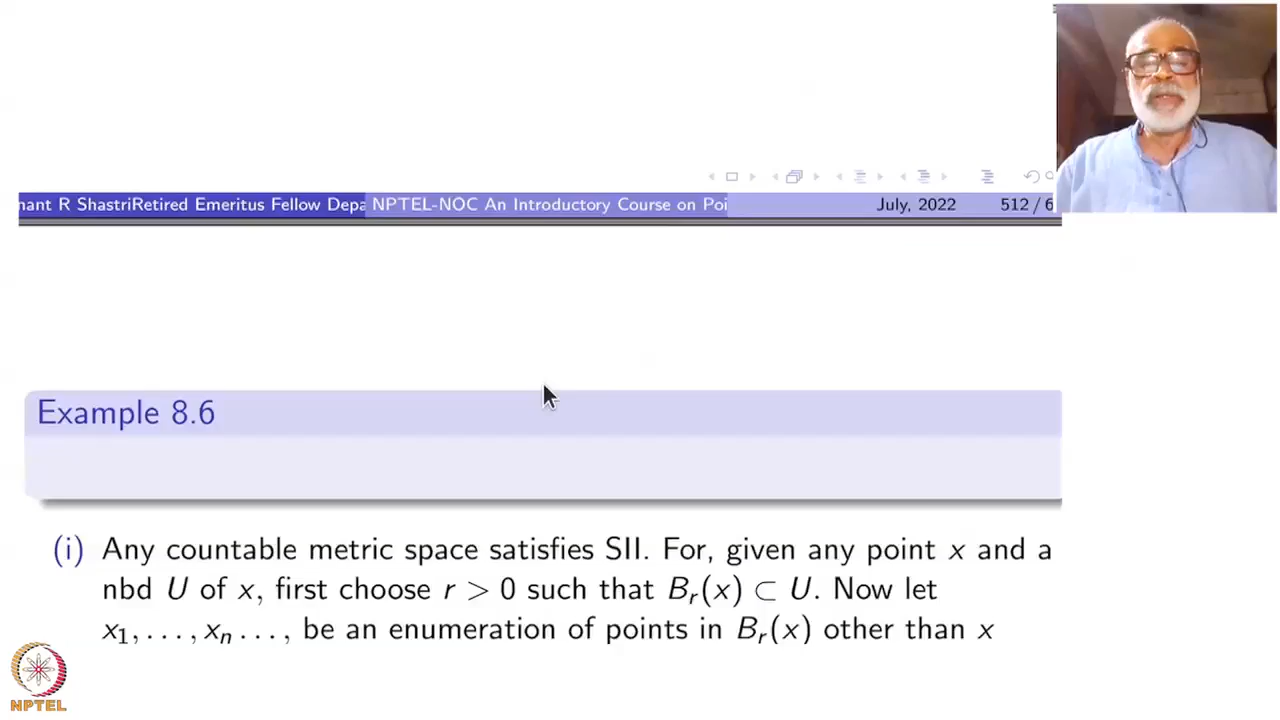 nant R ShastriRetired Emeritus Fellow Depa NPTEL-NOC An Introductory Course on Poi July, 2022 512 / 6
Example 8.6
(i) Any countable metric space satisfies SII. For, given any point x and a
nbd U of x, first choose r > 0 such that B_r(x) ⊂ U. Now let
x_1, . . . , x_n . . . , be an enumeration of points in B_r(x) other than x
NPTEL